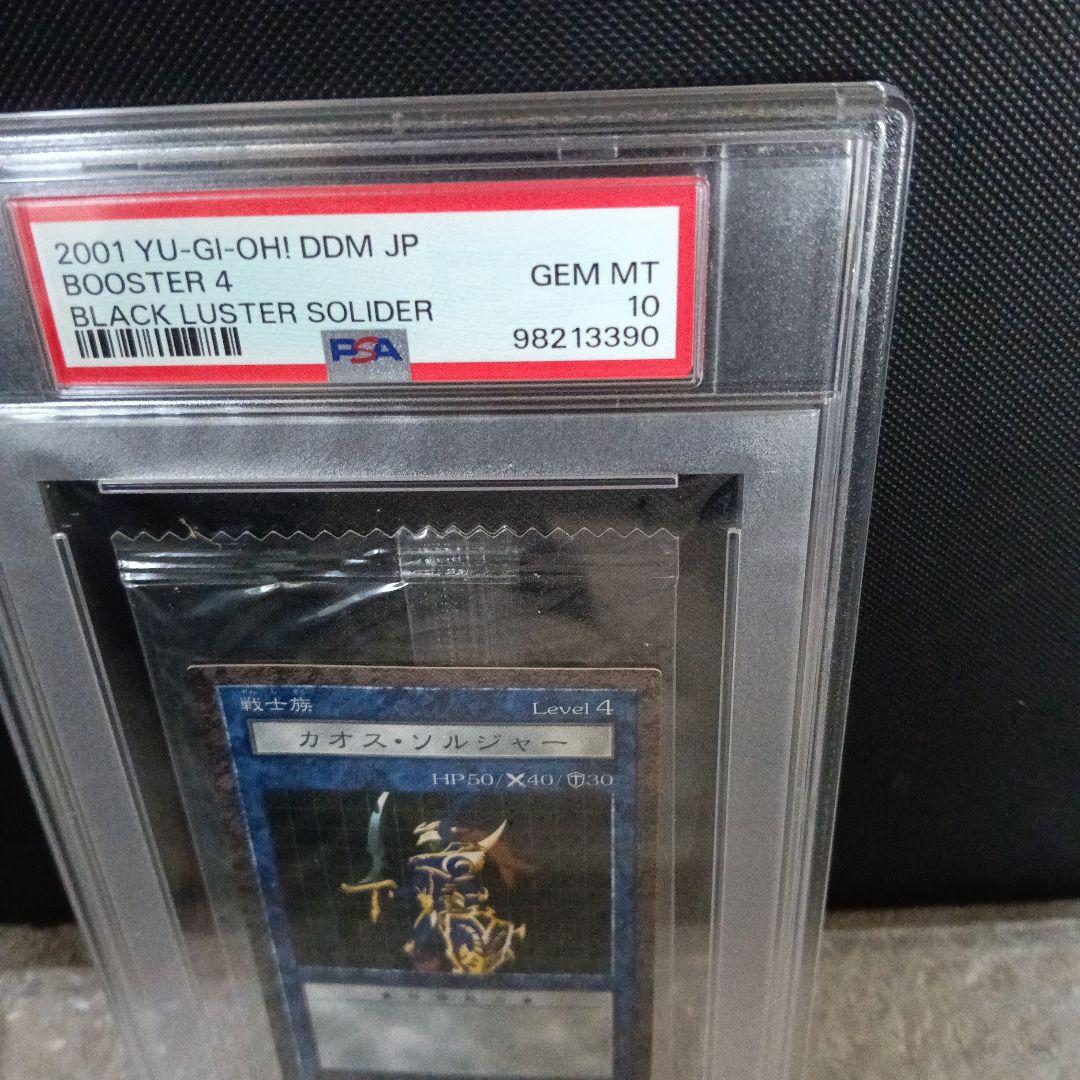 2001 YU-GI-OH! DDM JP
BOOSTER 4
BLACK LUSTER SOLIDER
GEM MT
10
98213390
PSA
戦士族
Level 4
カオス・ソルジャー
HP50/40/30